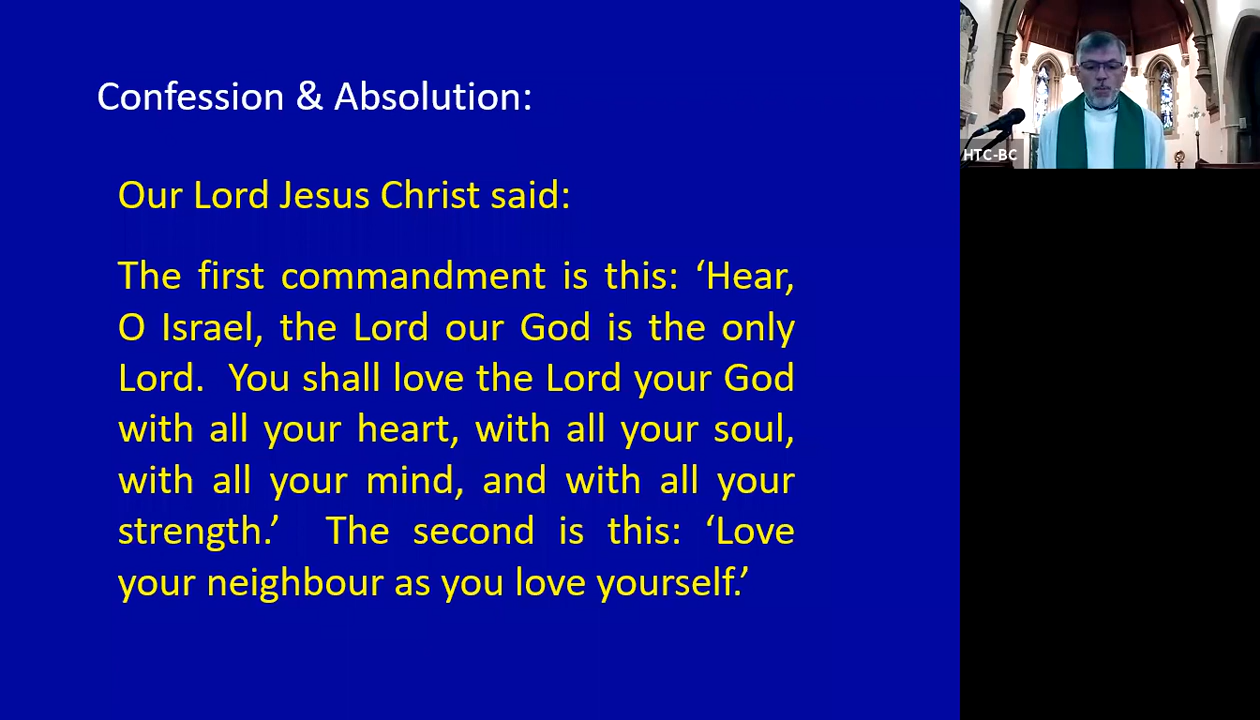 Confession & Absolution:
Our Lord Jesus Christ said:
The first commandment is this: ‘Hear,
O Israel, the Lord our God is the only
Lord.  You shall love the Lord your God
with all your heart, with all your soul,
with all your mind, and with all your
strength.’  The second is this: ‘Love
your neighbour as you love yourself.’
HTC-BC